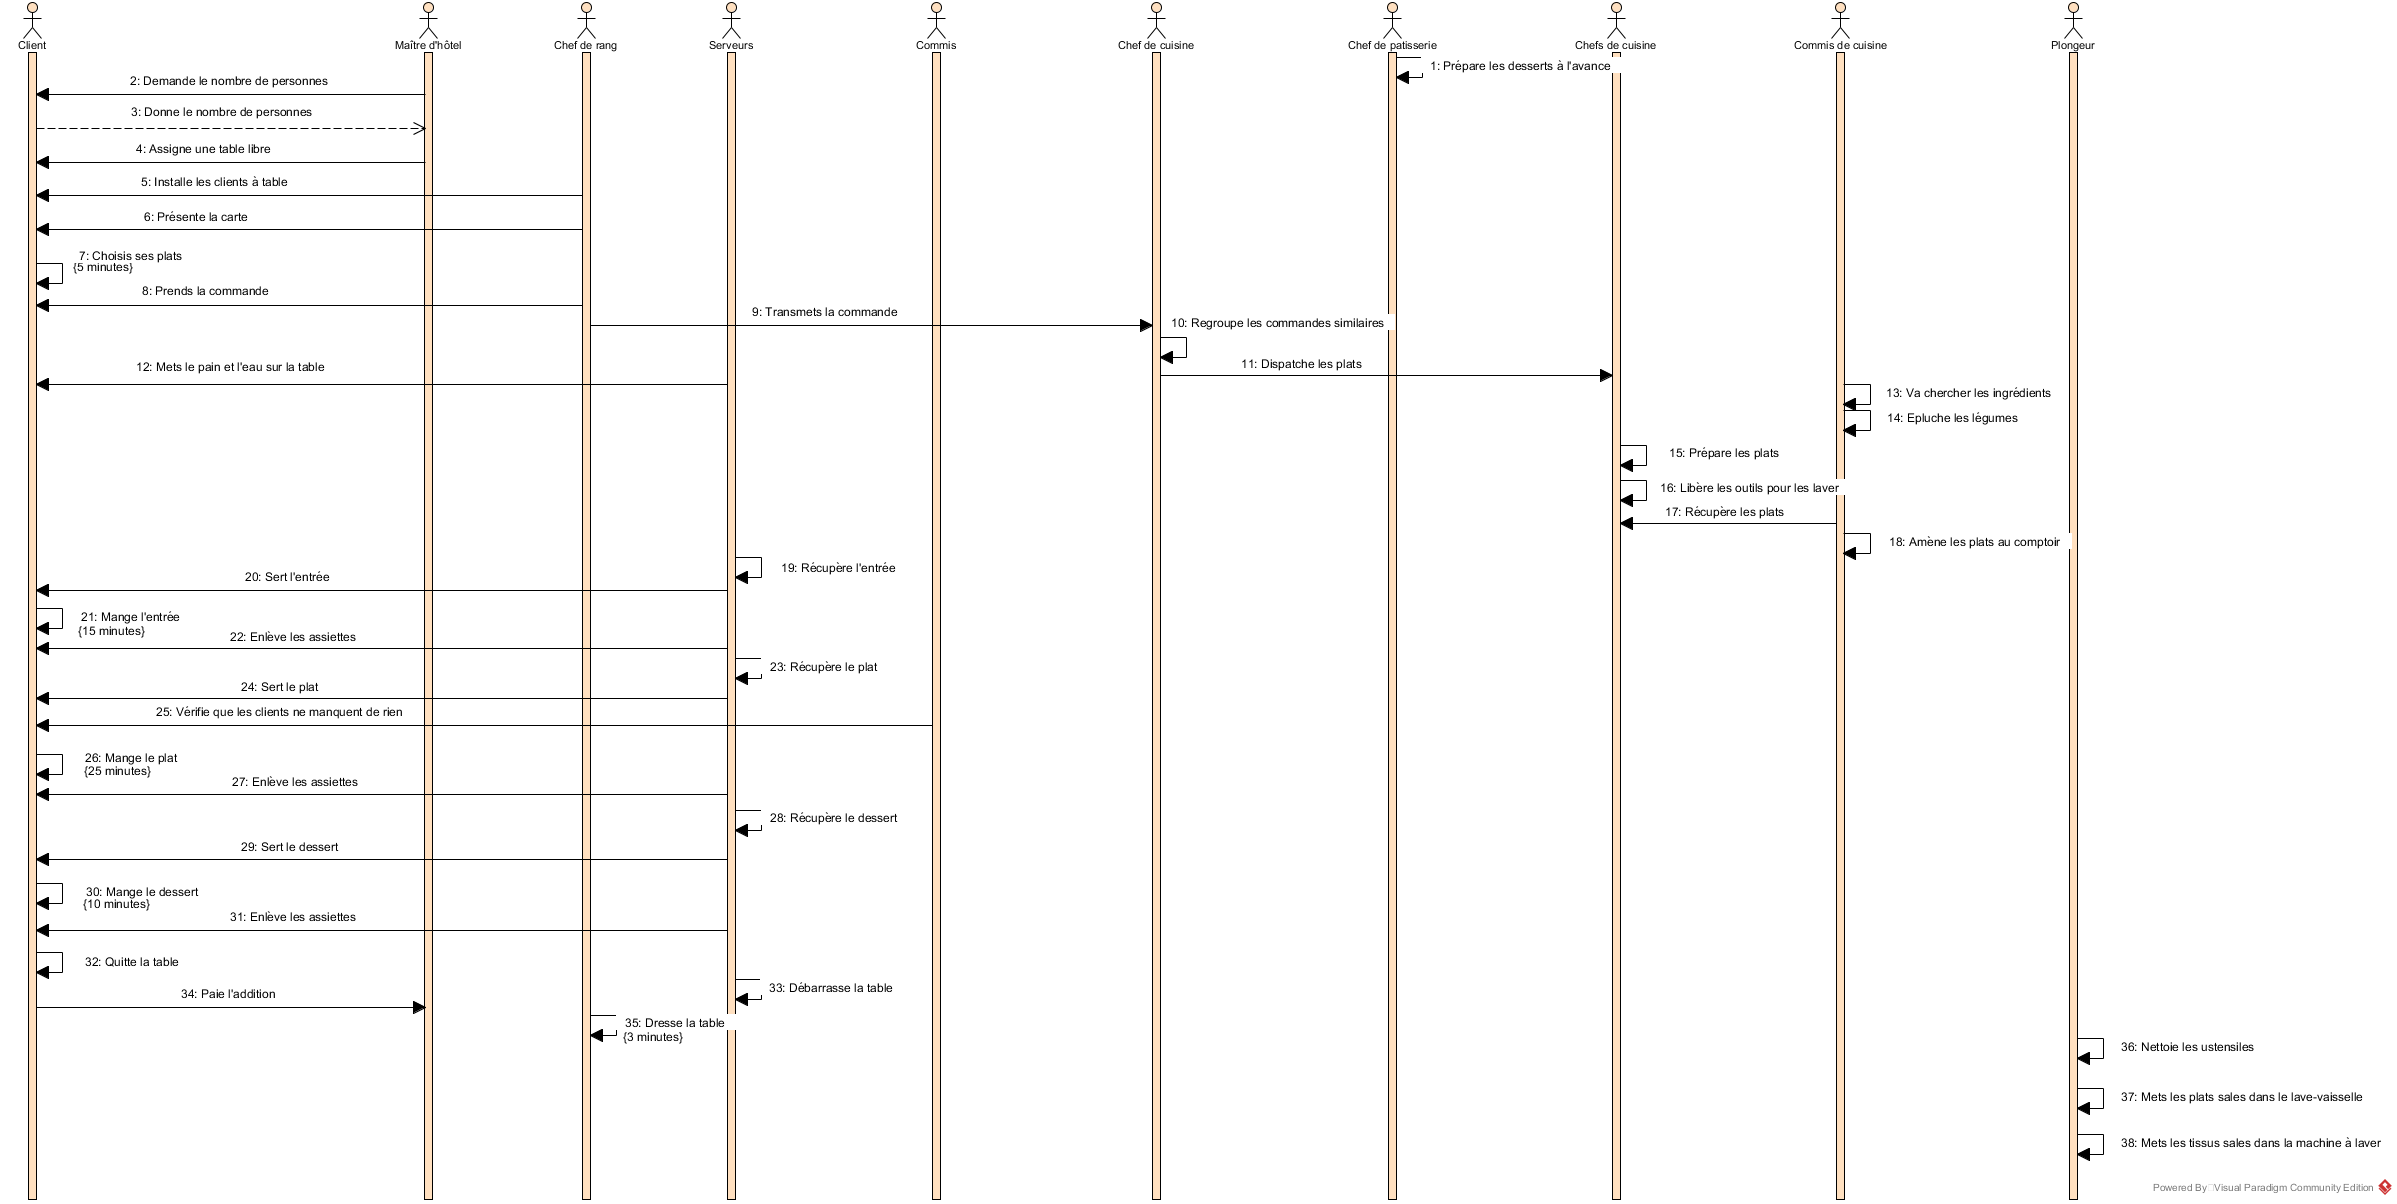 Client
Maître d'hôtel
Chef de rang
Serveurs
Commis
Chef de cuisine
Chef de patisserie
Chefs de cuisine
Commis de cuisine
Plongeur
1: Prépare les desserts à l'avance
2: Demande le nombre de personnes
3: Donne le nombre de personnes
4: Assigne une table libre
5: Installe les clients à table
6: Présente la carte
7: Choisis ses plats
{5 minutes}
8: Prends la commande
9: Transmets la commande
10: Regroupe les commandes similaires
11: Dispatche les plats
12: Mets le pain et l'eau sur la table
13: Va chercher les ingrédients
14: Epluche les légumes
15: Prépare les plats
16: Libère les outils pour les laver
17: Récupère les plats
18: Amène les plats au comptoir
19: Récupère l'entrée
20: Sert l'entrée
21: Mange l'entrée
{15 minutes}
22: Enlève les assiettes
23: Récupère le plat
24: Sert le plat
25: Vérifie que les clients ne manquent de rien
26: Mange le plat
{25 minutes}
27: Enlève les assiettes
28: Récupère le dessert
29: Sert le dessert
30: Mange le dessert
{10 minutes}
31: Enlève les assiettes
32: Quitte la table
33: Débarrasse la table
34: Paie l'addition
35: Dresse la table
{3 minutes}
36: Nettoie les ustensiles
37: Mets les plats sales dans le lave-vaisselle
38: Mets les tissus sales dans la machine à laver
Powered By Visual Paradigm Community Edition